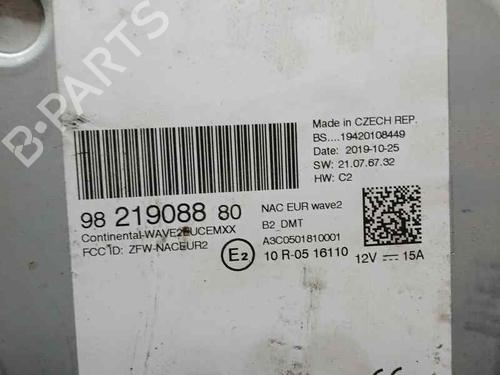 B-PARTS
Made in CZECH REP.
BS....19420108449
Date: 2019-10-25
SW: 21.07.67.32
HW: C2
98 219088 80
NAC EUR wave2
Continental-WAVE2EUCEMXX
B2_DMT
FCC ID: ZFW-NACEUR2
A3C0501810001
E2
10 R-05 16110
12V 15A